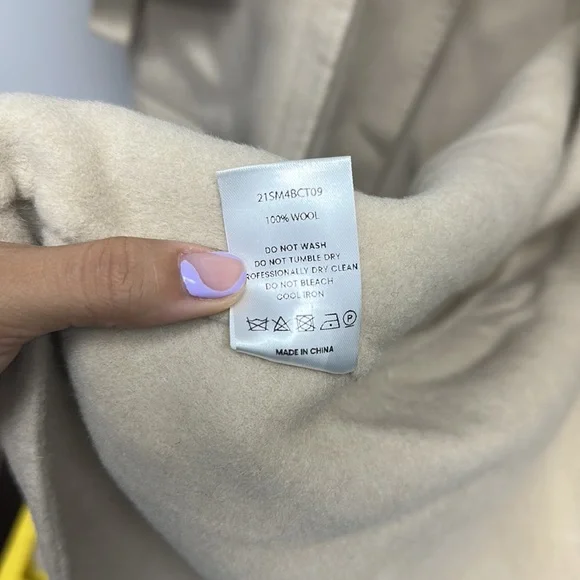 21SM4BCT09
100% WOOL
DO NOT WASH
DO NOT TUMBLE DRY
ROFESSIONALLY DRY CLEAN
DO NOT BLEACH
COOL IRON
P
MADE IN CHINA